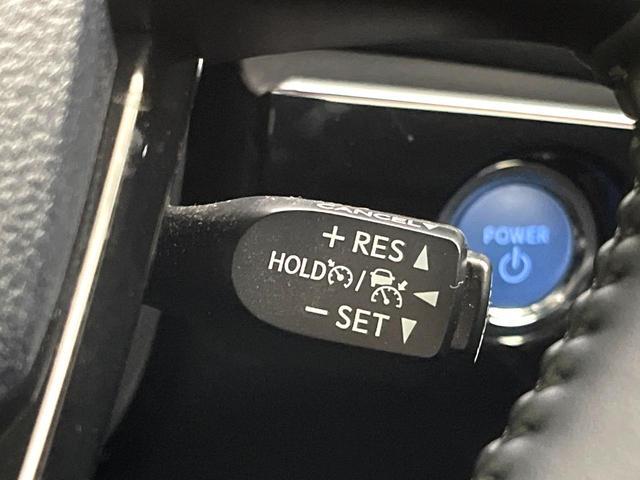 CANCEL
+ RES ▲
HOLD / ◄
− SET ▼
POWER